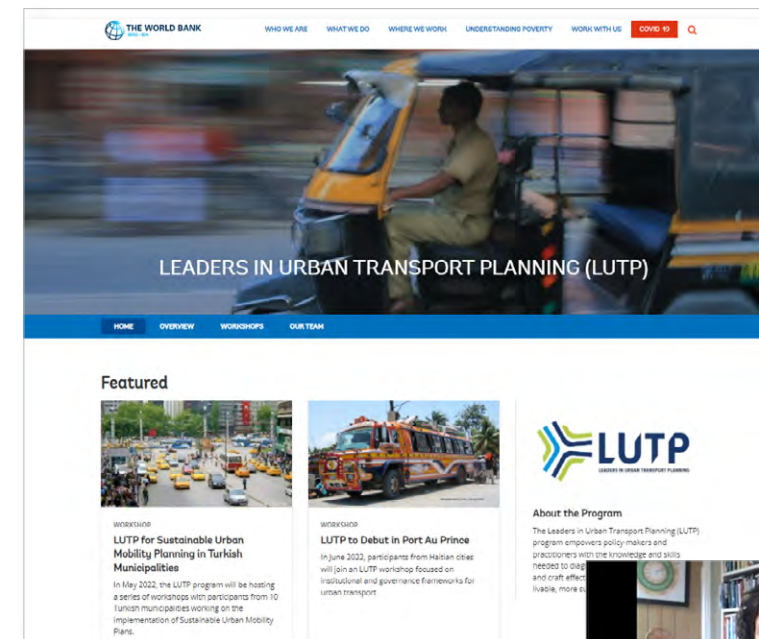 THE WORLD BANK
IBRD • IDA
WHO WE ARE
WHAT WE DO
WHERE WE WORK
UNDERSTANDING POVERTY
WORK WITH US
COVID 19
LEADERS IN URBAN TRANSPORT PLANNING (LUTP)
HOME
OVERVIEW
WORKSHOPS
OUR TEAM
Featured
WORKSHOP
LUTP for Sustainable Urban
Mobility Planning in Turkish
Municipalities
In May 2022, the LUTP program will be hosting
a series of workshops with participants from 10
Turkish municipalities working on the
implementation of Sustainable Urban Mobility
Plans.
WORKSHOP
LUTP to Debut in Port Au Prince
In June 2022, participants from Haitian cities
will join an LUTP workshop focused on
institutional and governance frameworks for
urban transport
LUTP
LEADERS IN URBAN TRANSPORT PLANNING
About the Program
The Leaders in Urban Transport Planning (LUTP)
program empowers policy-makers and
practitioners with the knowledge and skills
needed to diag
and craft effect
livable, more su